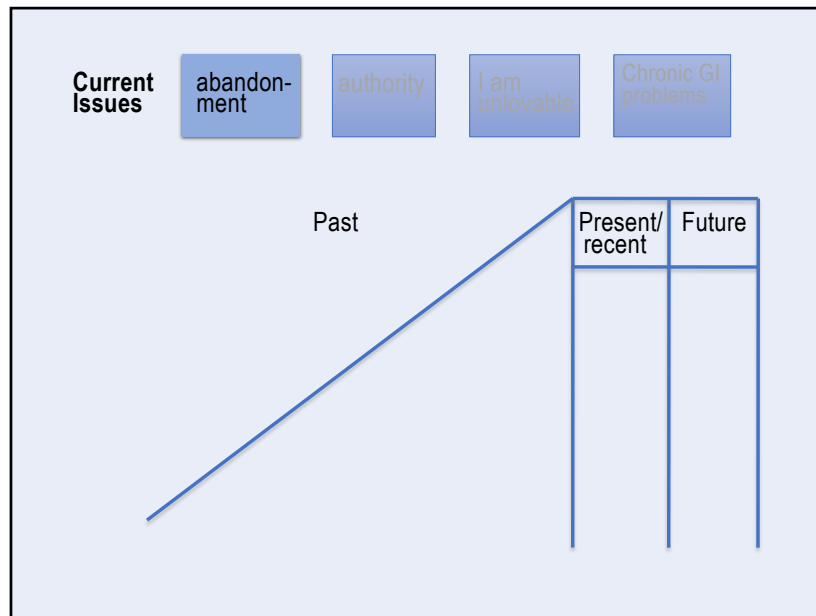 Current
Issues
abandon-
ment
authority
I am
unlovable
Chronic GI
problems
Past
Present/
recent
Future